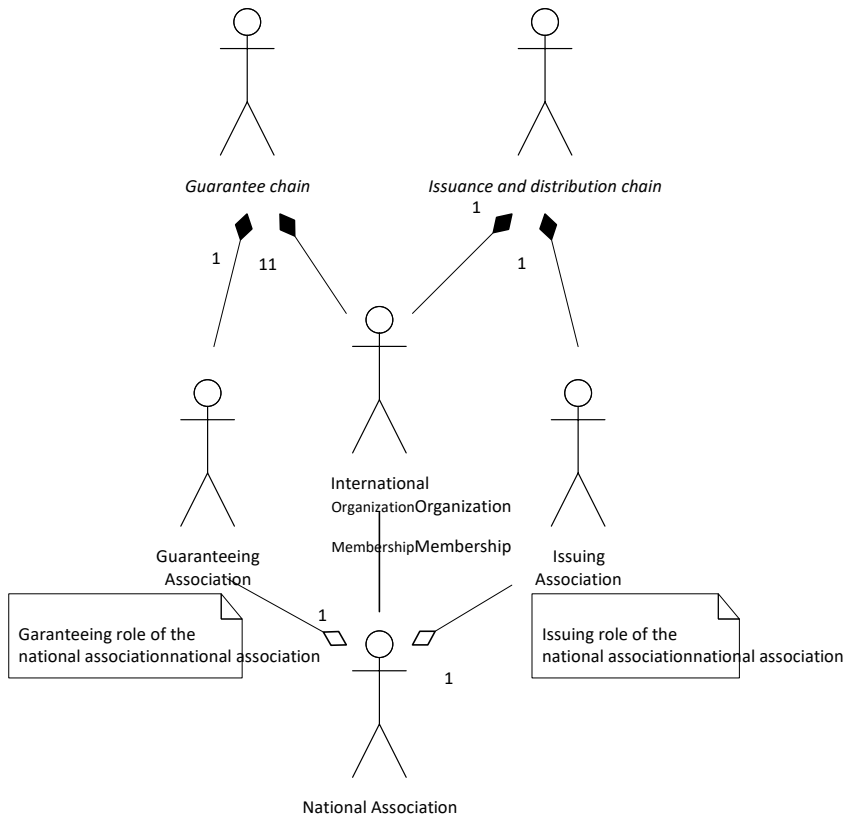 Guarantee chain
Issuance and distribution chain
1
1
11
1
International
OrganizationOrganization
MembershipMembership
Guaranteeing
Association
Issuing
Association
1
Garanteeing role of the
national associationnational association
Issuing role of the
national associationnational association
1
National Association